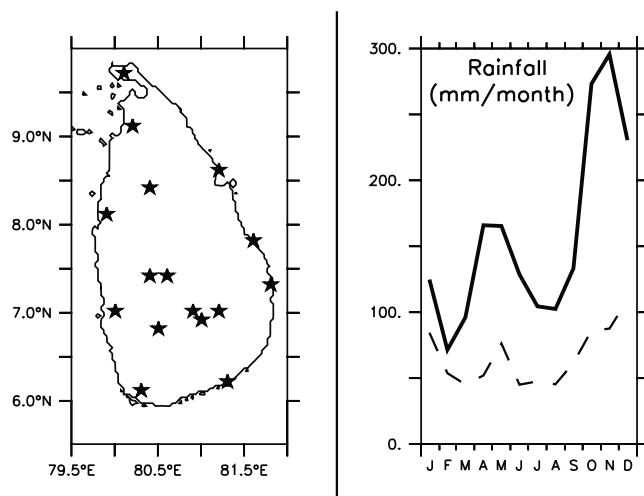 9.0°N
8.0°N
7.0°N
6.0°N
79.5°E 80.5°E 81.5°E
Rainfall
(mm/month)
300.
200.
100.
0.
J F M A M J J A S O N D